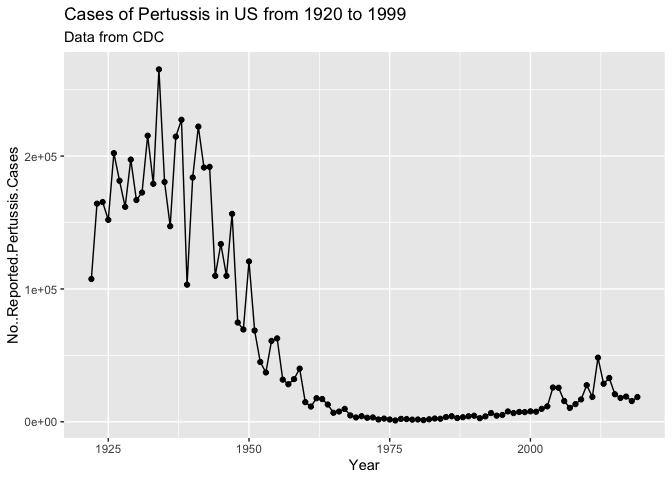 Cases of Pertussis in US from 1920 to 1999
Data from CDC
No..Reported.Pertussis.Cases
2e+05
1e+05
0e+00
1925 1950 1975 2000
Year